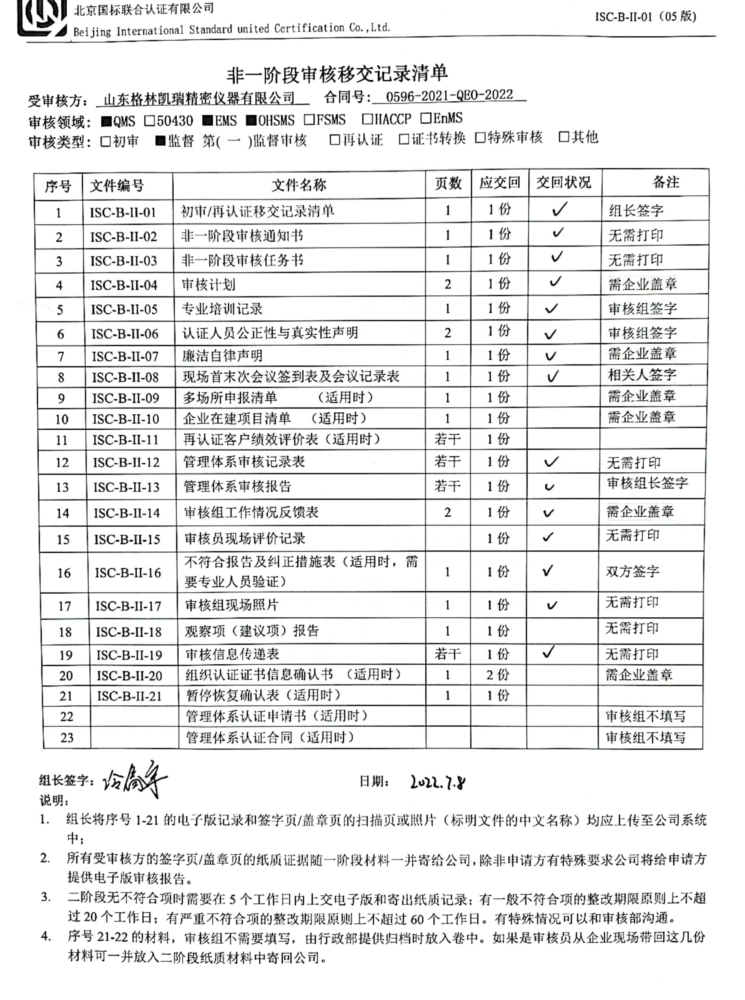 北京国标联合认证有限公司
ISC-B-II-01（05 版）
Beijing International Standard united Certification Co.,Ltd.
非一阶段审核移交记录清单
受审核方： 山东格林凯瑞精密仪器有限公司 合同号： 0596-2021-QEO-2022
审核领域：■QMS □50430 ■EMS ■OHSMS □FSMS □HACCP □EnMS
审核类型：□初审 ■监督 第( 一 )监督审核 □再认证 □证书转换 □特殊审核 □其他
序号 文件编号 文件名称 页数 应交回 交回状况 备注
1 ISC-B-II-01 初审/再认证移交记录清单 1 1 份 ✓ 组长签字
2 ISC-B-II-02 非一阶段审核通知书 1 1 份 ✓ 无需打印
3 ISC-B-II-03 非一阶段审核任务书 1 1 份 ✓ 无需打印
4 ISC-B-II-04 审核计划 2 1 份 ✓ 需企业盖章
5 ISC-B-II-05 专业培训记录 1 1 份 ✓ 审核组签字
6 ISC-B-II-06 认证人员公正性与真实性声明 2 1 份 ✓ 审核组签字
7 ISC-B-II-07 廉洁自律声明 1 1 份 ✓ 需企业盖章
8 ISC-B-II-08 现场首末次会议签到表及会议记录表 1 1 份 ✓ 相关人签字
9 ISC-B-II-09 多场所申报清单 （适用时） 1 1 份 需企业盖章
10 ISC-B-II-10 企业在建项目清单 （适用时） 1 1 份 需企业盖章
11 ISC-B-II-11 再认证客户绩效评价表（适用时） 若干 1 份
12 ISC-B-II-12 管理体系审核记录表 若干 1 份 ✓ 无需打印
13 ISC-B-II-13 管理体系审核报告 若干 1 份 ✓ 审核组长签字
14 ISC-B-II-14 审核组工作情况反馈表 2 1 份 ✓ 需企业盖章
15 ISC-B-II-15 审核员现场评价记录 1 份 ✓ 无需打印
16 ISC-B-II-16 不符合报告及纠正措施表（适用时，需
要专业人员验证） 1 1 份 ✓ 双方签字
17 ISC-B-II-17 审核组现场照片 1 1 份 ✓ 无需打印
18 ISC-B-II-18 观察项（建议项）报告 1 1 份 无需打印
19 ISC-B-II-19 审核信息传递表 若干 1 份 ✓ 无需打印
20 ISC-B-II-20 组织认证证书信息确认书 （适用时） 1 2 份 需企业盖章
21 ISC-B-II-21 暂停恢复确认表（适用时） 1 1 份
22 管理体系认证申请书（适用时） 审核组不填写
23 管理体系认证合同（适用时） 审核组不填写
组长签字： 日期： 2022.7.8
说明：
1. 组长将序号 1-21 的电子版记录和签字页/盖章页的扫描页或照片（标明文件的中文名称）均应上传至公司系统
中；
2. 所有受审核方的签字页/盖章页的纸质证据随一阶段材料一并寄给公司，除非申请方有特殊要求公司将给申请方
提供电子版审核报告。
3. 二阶段无不符合项时需要在 5 个工作日内上交电子版和寄出纸质记录；有一般不符合项的整改期限原则上不超
过 20 个工作日；有严重不符合项的整改期限原则上不超过 60 个工作日。有特殊情况可以和审核部沟通。
4. 序号 21-22 的材料，审核组不需要填写，由行政部提供归档时放入卷中。如果是审核员从企业现场带回这几份
材料可一并放入二阶段纸质材料中寄回公司。